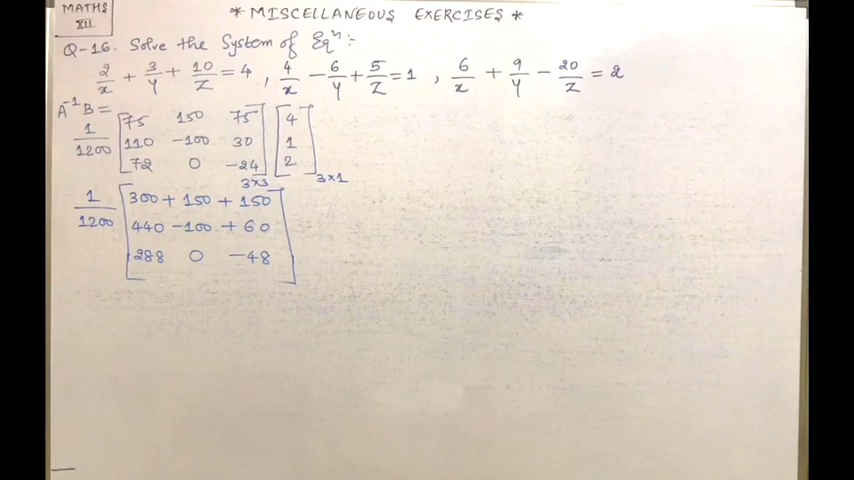 MATHS
XII
* MISCELLANEOUS EXERCISES *
Q-16. Solve the System of Eqⁿ :-
2/x + 3/y + 10/z = 4 , 4/x - 6/y + 5/z = 1 , 6/x + 9/y - 20/z = 2
A⁻¹B =
1/1200 [75 150 75] [4]
[110 -100 30] [1]
[72 0 -24]3×3 [2]3×1
1/1200 [300 + 150 + 150]
[440 - 100 + 60]
[288 0 -48]